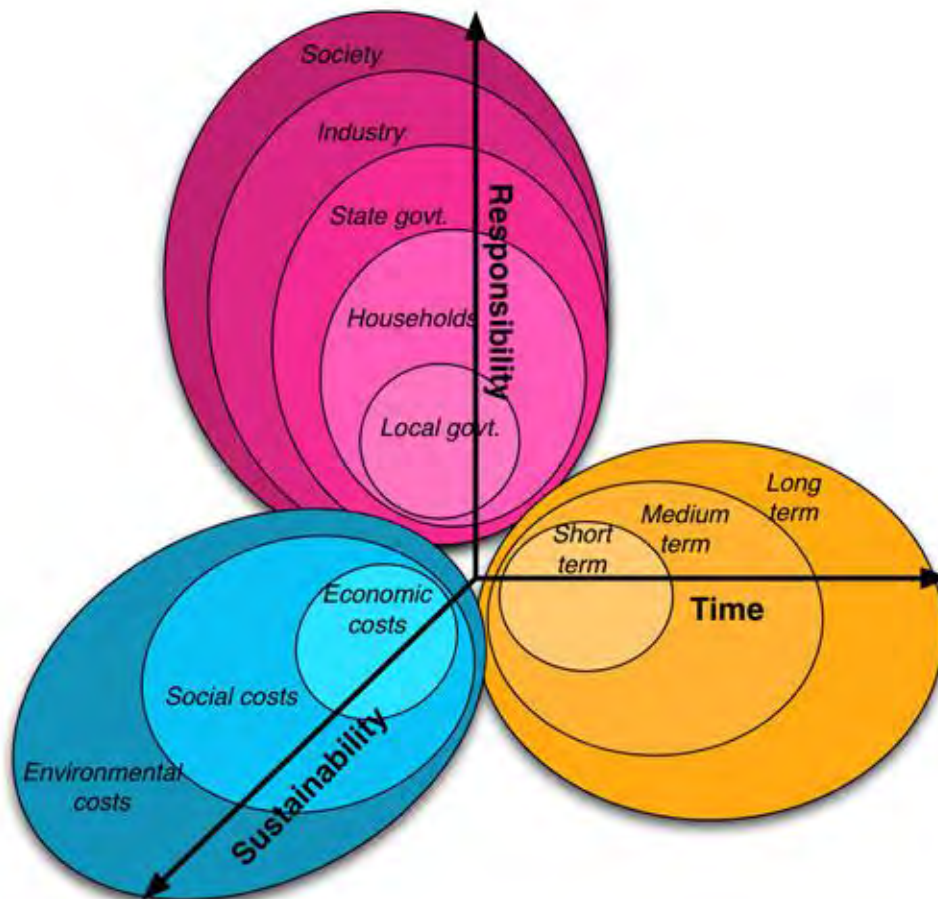 Society
Industry
State govt.
Households
Local govt.
Responsibility
Long
term
Medium
term
Short
term
Time
Economic
costs
Social costs
Environmental
costs
Sustainability